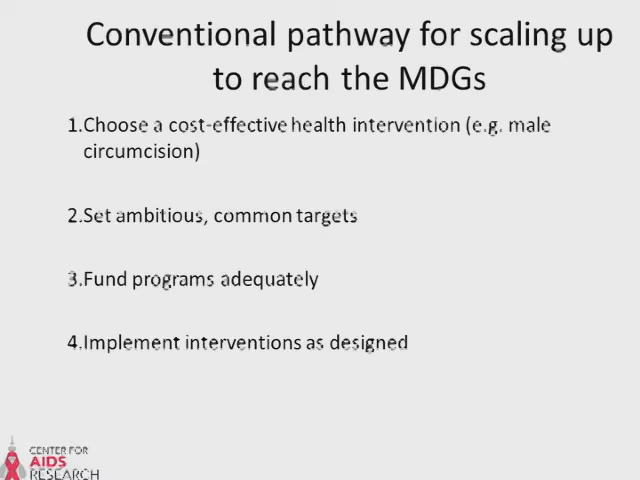 Conventional pathway for scaling up
to reach the MDGs
1.Choose a cost-effective health intervention (e.g. male
circumcision)
2.Set ambitious, common targets
3.Fund programs adequately
4.Implement interventions as designed
CENTER FOR
AIDS
RESEARCH